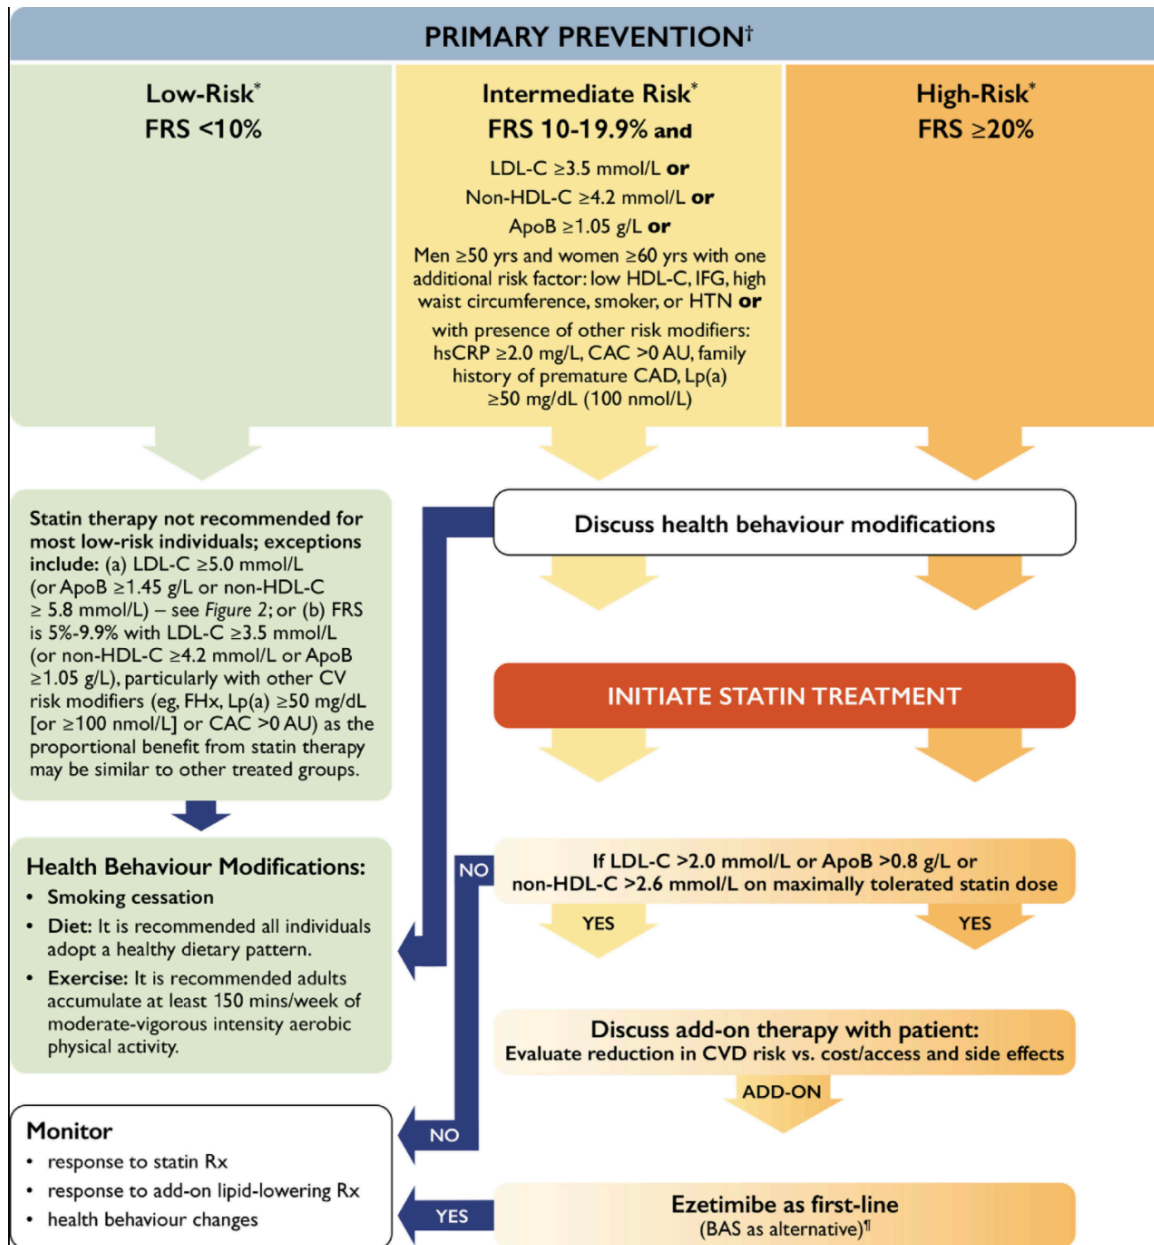 PRIMARY PREVENTION†
Low-Risk*
FRS <10%
Intermediate Risk*
FRS 10-19.9% and
LDL-C ≥3.5 mmol/L or
Non-HDL-C ≥4.2 mmol/L or
ApoB ≥1.05 g/L or
Men ≥50 yrs and women ≥60 yrs with one
additional risk factor: low HDL-C, IFG, high
waist circumference, smoker, or HTN or
with presence of other risk modifiers:
hsCRP ≥2.0 mg/L, CAC >0 AU, family
history of premature CAD, Lp(a)
≥50 mg/dL (100 nmol/L)
High-Risk*
FRS ≥20%
Statin therapy not recommended for
most low-risk individuals; exceptions
include: (a) LDL-C ≥5.0 mmol/L
(or ApoB ≥1.45 g/L or non-HDL-C
≥ 5.8 mmol/L) – see Figure 2; or (b) FRS
is 5%-9.9% with LDL-C ≥3.5 mmol/L
(or non-HDL-C ≥4.2 mmol/L or ApoB
≥1.05 g/L), particularly with other CV
risk modifiers (eg, FHx, Lp(a) ≥50 mg/dL
[or ≥100 nmol/L] or CAC >0 AU) as the
proportional benefit from statin therapy
may be similar to other treated groups.
Health Behaviour Modifications:
• Smoking cessation
• Diet: It is recommended all individuals
adopt a healthy dietary pattern.
• Exercise: It is recommended adults
accumulate at least 150 mins/week of
moderate-vigorous intensity aerobic
physical activity.
Monitor
• response to statin Rx
• response to add-on lipid-lowering Rx
• health behaviour changes
Discuss health behaviour modifications
INITIATE STATIN TREATMENT
NO
If LDL-C >2.0 mmol/L or ApoB >0.8 g/L or
non-HDL-C >2.6 mmol/L on maximally tolerated statin dose
YES
YES
Discuss add-on therapy with patient:
Evaluate reduction in CVD risk vs. cost/access and side effects
ADD-ON
NO
YES
Ezetimibe as first-line
(BAS as alternative)¶